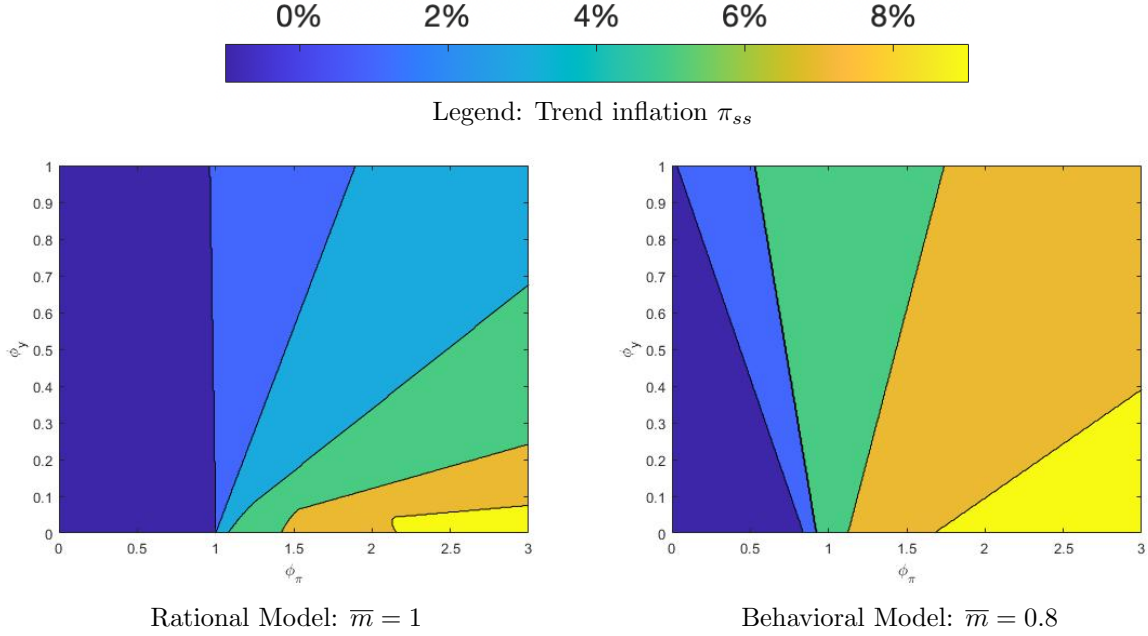 0% 2% 4% 6% 8%
Legend: Trend inflation π_ss
1 1
0.9 0.9
0.8 0.8
0.7 0.7
0.6 0.6
ϕ_y 0.5 ϕ_y 0.5
0.4 0.4
0.3 0.3
0.2 0.2
0.1 0.1
0 0
0 0.5 1 1.5 2 2.5 3 0 0.5 1 1.5 2 2.5 3
ϕ_π ϕ_π
Rational Model: m̅ = 1 Behavioral Model: m̅ = 0.8